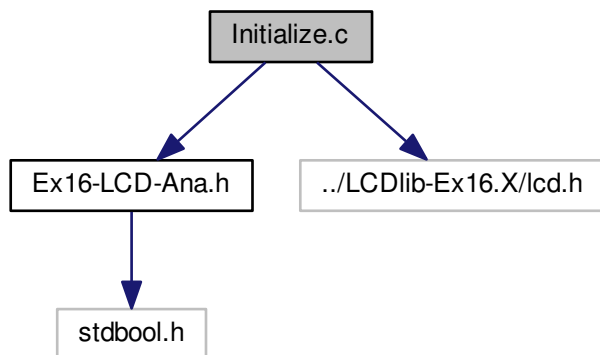 Initialize.c
Ex16-LCD-Ana.h
../LCDlib-Ex16.X/lcd.h
stdbool.h